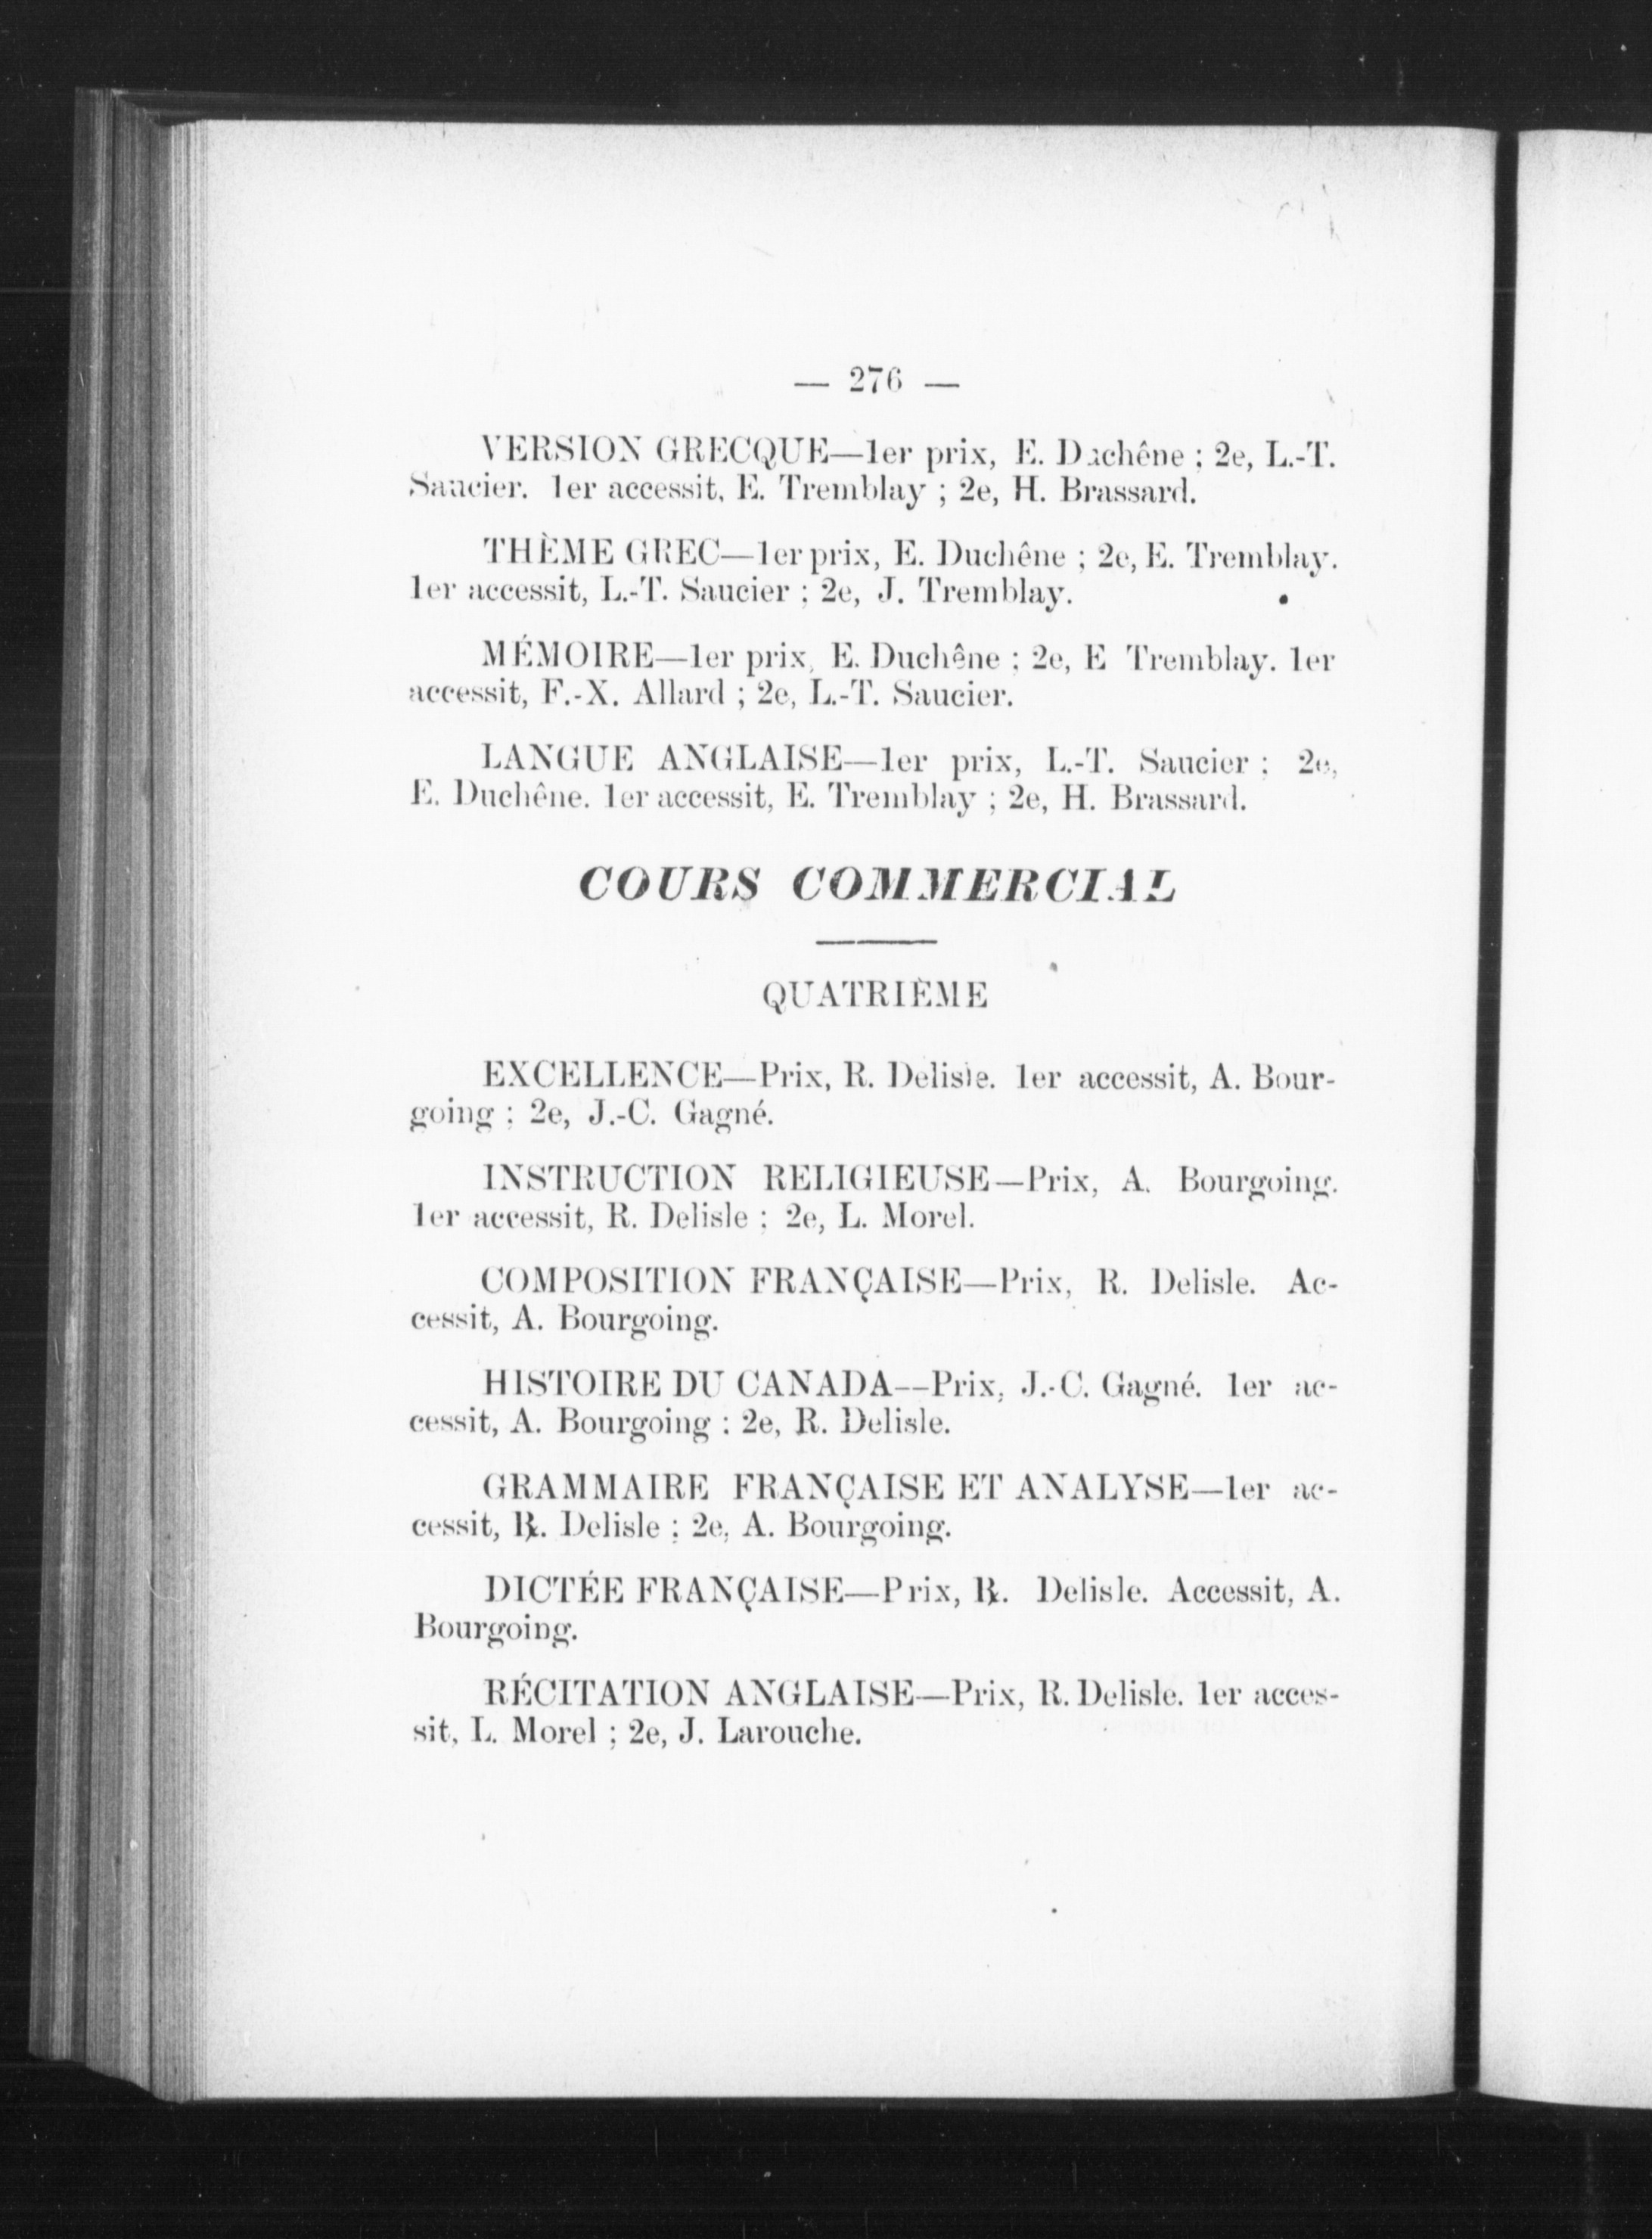 — 276 —
VERSION GRECQUE—1er prix, E. Duchêne ; 2e, L.-T.
Saucier. 1er accessit, E. Tremblay ; 2e, H. Brassard.
THÈME GREC—1er prix, E. Duchêne ; 2e, E. Tremblay.
1er accessit, L.-T. Saucier ; 2e, J. Tremblay.
MÉMOIRE—1er prix, E. Duchêne ; 2e, E Tremblay. 1er
accessit, F.-X. Allard ; 2e, L.-T. Saucier.
LANGUE ANGLAISE—1er prix, L.-T. Saucier ; 2e,
E. Duchêne. 1er accessit, E. Tremblay ; 2e, H. Brassard.
COURS COMMERCIAL
QUATRIÈME
EXCELLENCE—Prix, R. Delisle. 1er accessit, A. Bour-
going ; 2e, J.-C. Gagné.
INSTRUCTION RELIGIEUSE—Prix, A. Bourgoing.
1er accessit, R. Delisle ; 2e, L. Morel.
COMPOSITION FRANÇAISE—Prix, R. Delisle. Ac-
cessit, A. Bourgoing.
HISTOIRE DU CANADA--Prix, J.-C. Gagné. 1er ac-
cessit, A. Bourgoing : 2e, R. Delisle.
GRAMMAIRE FRANÇAISE ET ANALYSE—1er ac-
cessit, R. Delisle ; 2e, A. Bourgoing.
DICTÉE FRANÇAISE—Prix, R. Delisle. Accessit, A.
Bourgoing.
RÉCITATION ANGLAISE—Prix, R. Delisle. 1er acces-
sit, L. Morel ; 2e, J. Larouche.